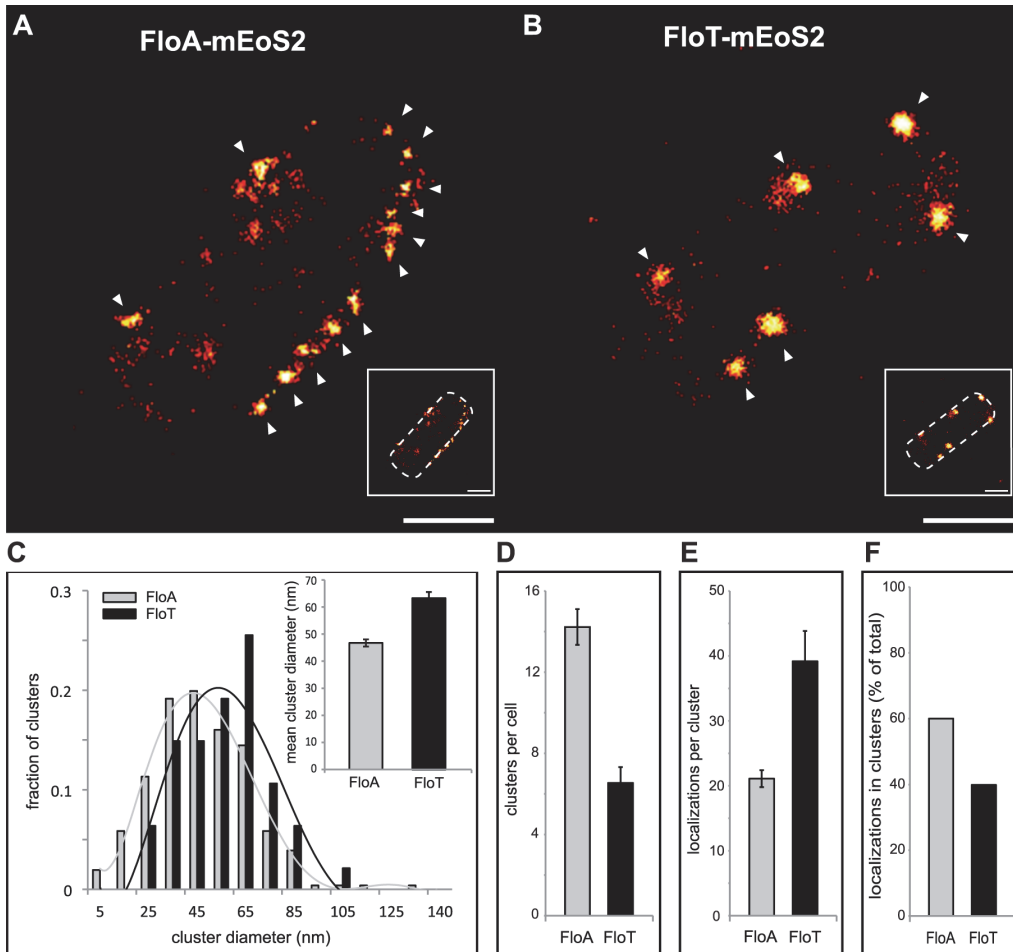 A
FloA-mEoS2
B
FloT-mEoS2
C
FloA
FloT
fraction of clusters
0.3
0.2
0.1
0
5
25
45
65
85
105
125
140
cluster diameter (nm)
mean cluster diameter (nm)
70
60
50
40
30
20
10
0
FloA
FloT
D
clusters per cell
16
12
8
6
0
FloA
FloT
E
localizations per cluster
50
40
30
20
10
0
FloA
FloT
F
localizations in clusters (% of total)
100
80
60
40
20
0
FloA
FloT